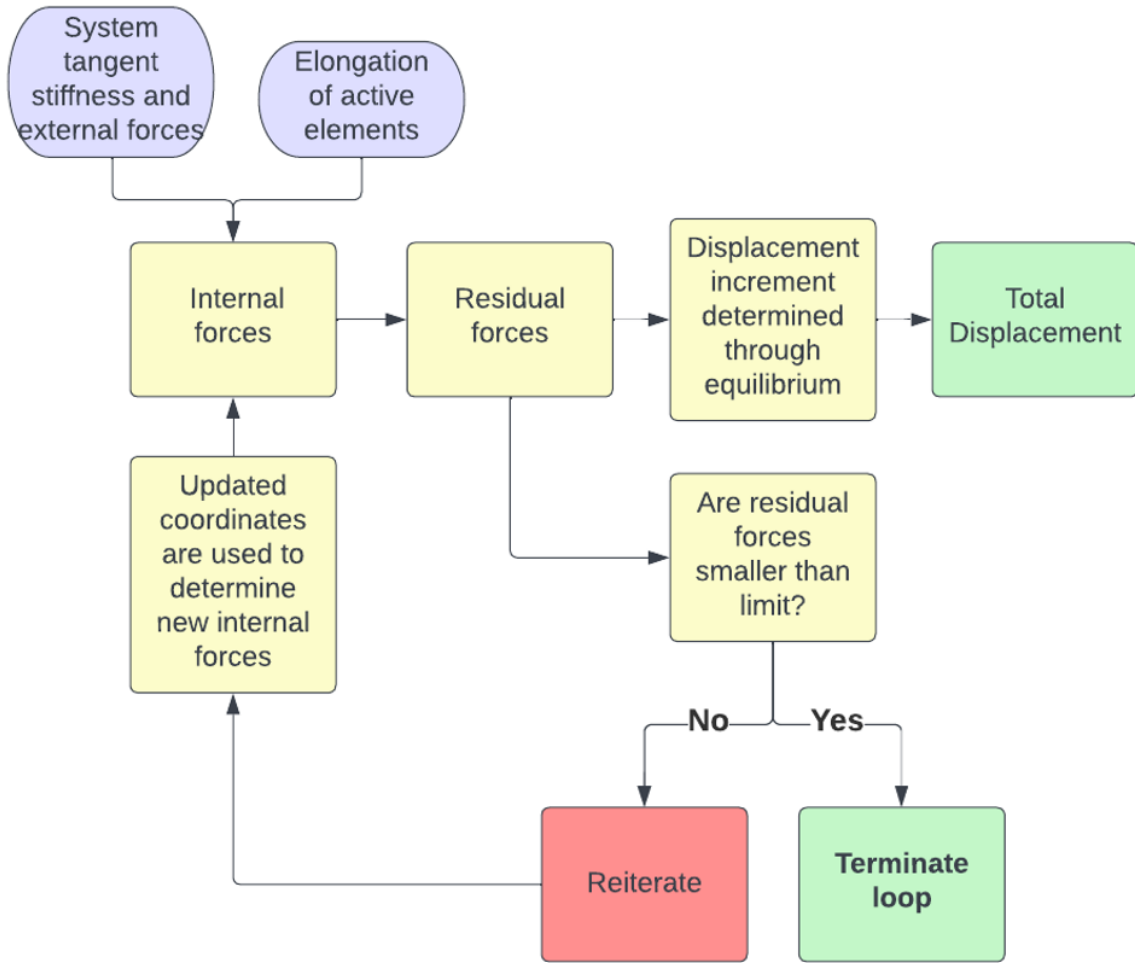 System
tangent
stiffness and
external forces
Elongation
of active
elements
Internal
forces
Residual
forces
Displacement
increment
determined
through
equilibrium
Total
Displacement
Updated
coordinates
are used to
determine
new internal
forces
Are residual
forces
smaller than
limit?
No
Yes
Reiterate
Terminate
loop